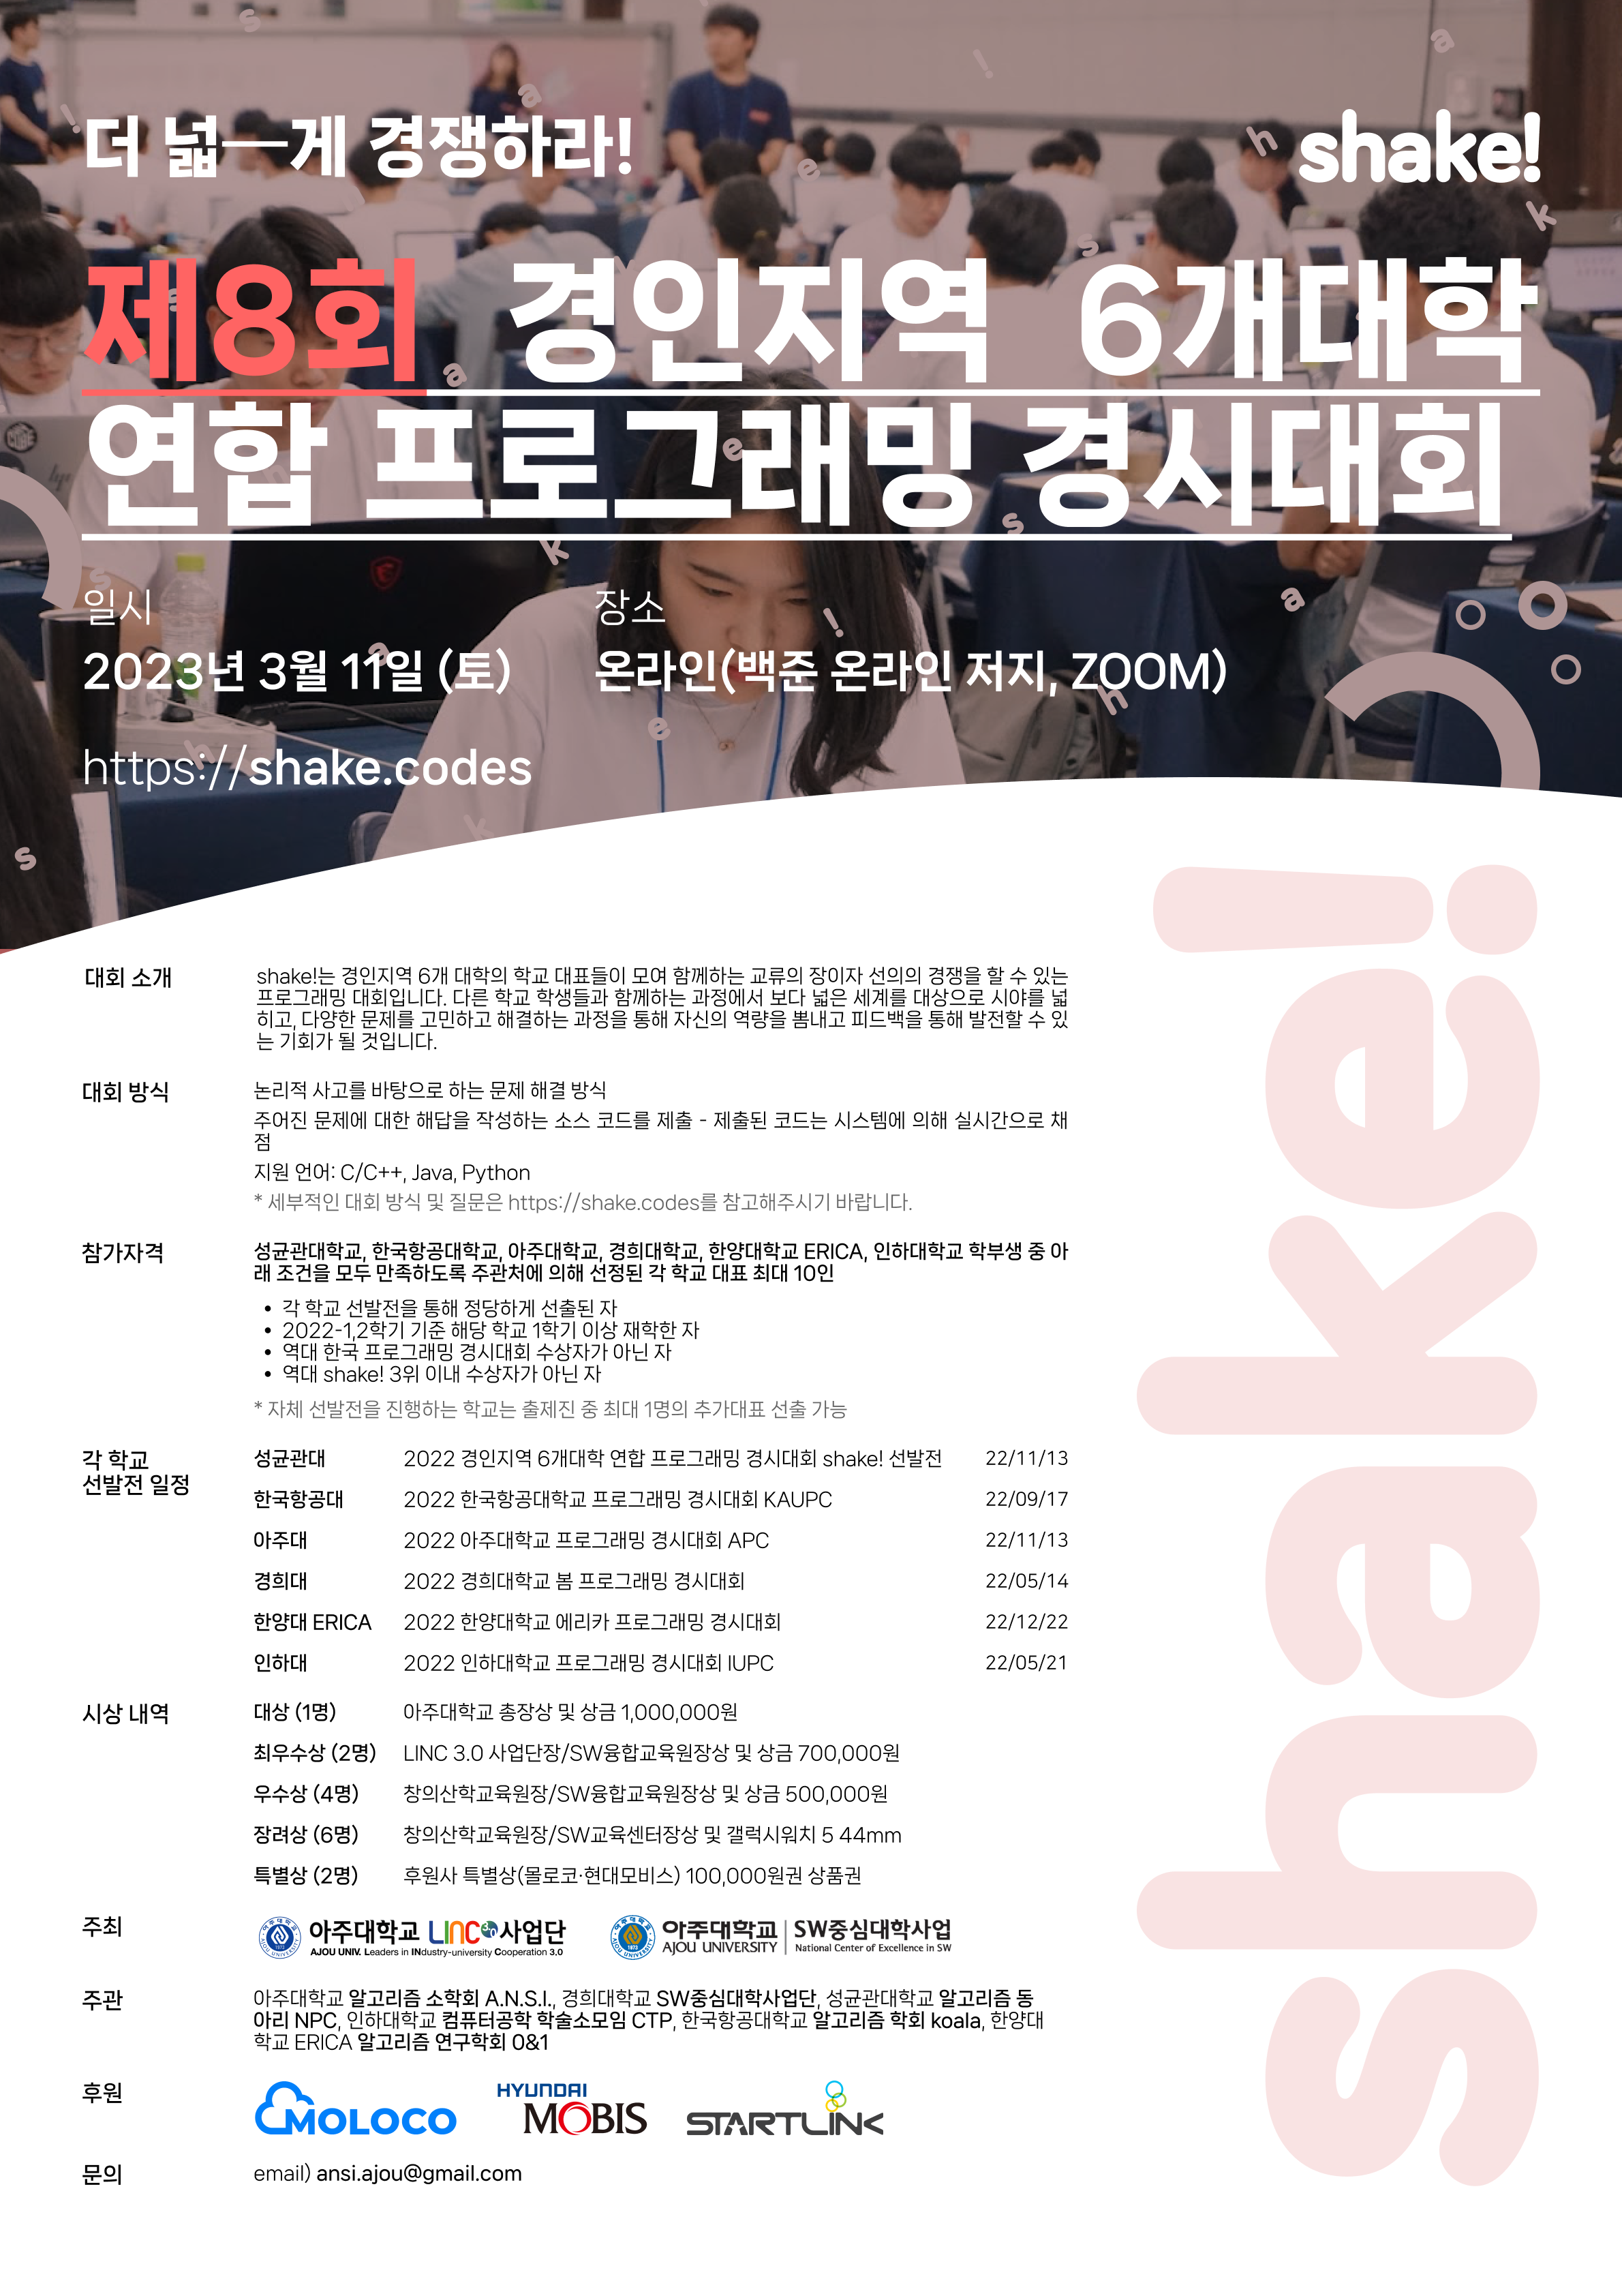 더 넓—게 경쟁하라!
shake!
제8회 경인지역 6개대학
연합 프로그래밍 경시대회
일시
2023년 3월 11일 (토)
장소
온라인(백준 온라인 저지, ZOOM)
https://shake.codes
대회 소개
shake!는 경인지역 6개 대학의 학교 대표들이 모여 함께하는 교류의 장이자 선의의 경쟁을 할 수 있는
프로그래밍 대회입니다. 다른 학교 학생들과 함께하는 과정에서 보다 넓은 세계를 대상으로 시야를 넓
히고, 다양한 문제를 고민하고 해결하는 과정을 통해 자신의 역량을 뽐내고 피드백을 통해 발전할 수 있
는 기회가 될 것입니다.
대회 방식
논리적 사고를 바탕으로 하는 문제 해결 방식
주어진 문제에 대한 해답을 작성하는 소스 코드를 제출 - 제출된 코드는 시스템에 의해 실시간으로 채
점
지원 언어: C/C++, Java, Python
* 세부적인 대회 방식 및 질문은 https://shake.codes를 참고해주시기 바랍니다.
참가자격
성균관대학교, 한국항공대학교, 아주대학교, 경희대학교, 한양대학교 ERICA, 인하대학교 학부생 중 아
래 조건을 모두 만족하도록 주관처에 의해 선정된 각 학교 대표 최대 10인
• 각 학교 선발전을 통해 정당하게 선출된 자
• 2022-1,2학기 기준 해당 학교 1학기 이상 재학한 자
• 역대 한국 프로그래밍 경시대회 수상자가 아닌 자
• 역대 shake! 3위 이내 수상자가 아닌 자
* 자체 선발전을 진행하는 학교는 출제진 중 최대 1명의 추가대표 선출 가능
각 학교
선발전 일정
성균관대 2022 경인지역 6개대학 연합 프로그래밍 경시대회 shake! 선발전 22/11/13
한국항공대 2022 한국항공대학교 프로그래밍 경시대회 KAUPC 22/09/17
아주대 2022 아주대학교 프로그래밍 경시대회 APC 22/11/13
경희대 2022 경희대학교 봄 프로그래밍 경시대회 22/05/14
한양대 ERICA 2022 한양대학교 에리카 프로그래밍 경시대회 22/12/22
인하대 2022 인하대학교 프로그래밍 경시대회 IUPC 22/05/21
시상 내역
대상 (1명) 아주대학교 총장상 및 상금 1,000,000원
최우수상 (2명) LINC 3.0 사업단장/SW융합교육원장상 및 상금 700,000원
우수상 (4명) 창의산학교육원장/SW융합교육원장상 및 상금 500,000원
장려상 (6명) 창의산학교육원장/SW교육센터장상 및 갤럭시워치 5 44mm
특별상 (2명) 후원사 특별상(몰로코·현대모비스) 100,000원권 상품권
주최
아주대학교 LINC 3.0 사업단
AJOU UNIV. Leaders in INdustry-university Cooperation 3.0
아주대학교 SW중심대학사업
AJOU UNIVERSITY National Center of Excellence in SW
주관
아주대학교 알고리즘 소학회 A.N.S.I., 경희대학교 SW중심대학사업단, 성균관대학교 알고리즘 동
아리 NPC, 인하대학교 컴퓨터공학 학술소모임 CTP, 한국항공대학교 알고리즘 학회 koala, 한양대
학교 ERICA 알고리즘 연구학회 0&1
후원
MOLOCO
HYUNDAI
MOBIS
STARTLINK
문의
email) ansi.ajou@gmail.com
shake!